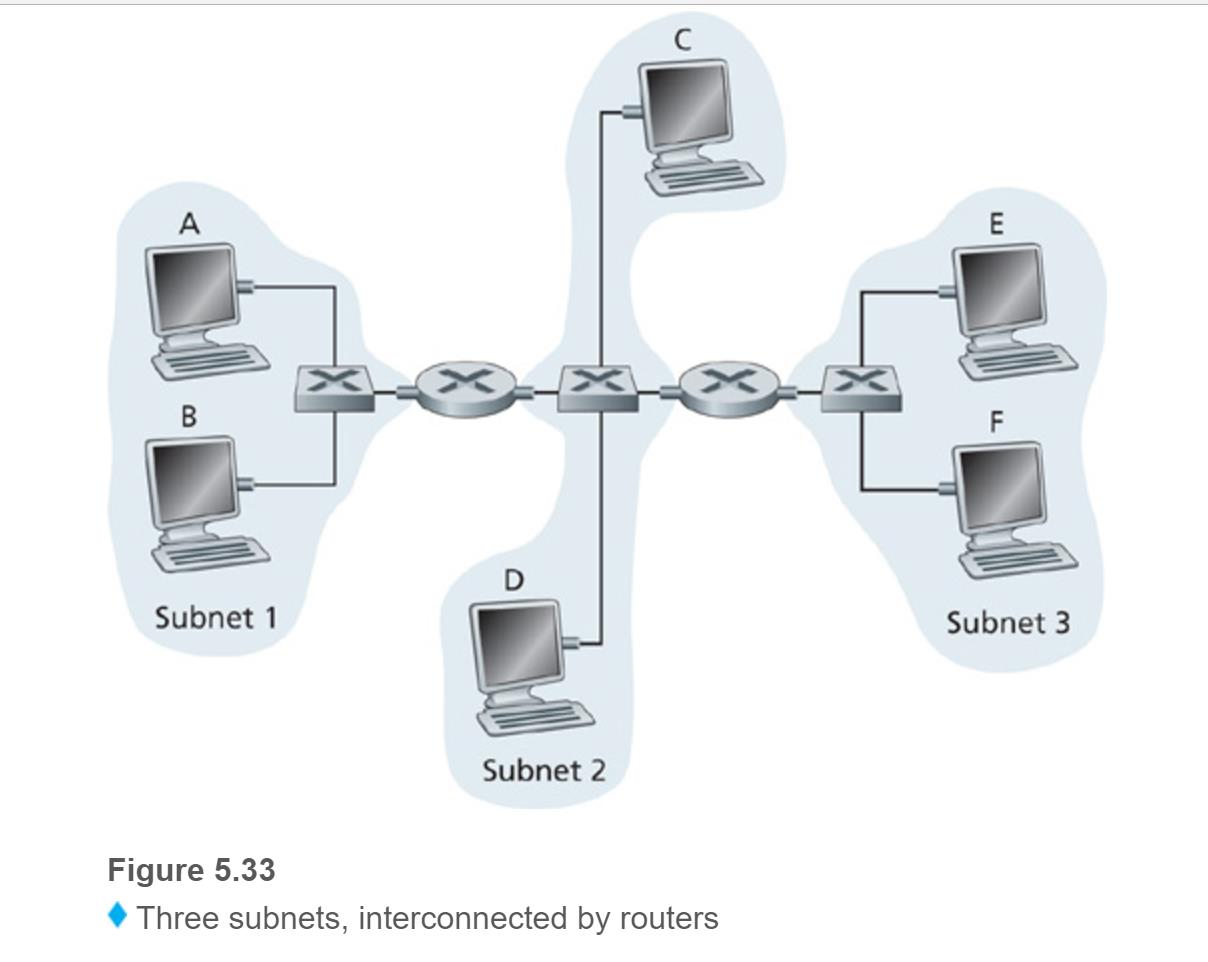 C
A
E
B
F
D
Subnet 1
Subnet 3
Subnet 2
Figure 5.33
Three subnets, interconnected by routers